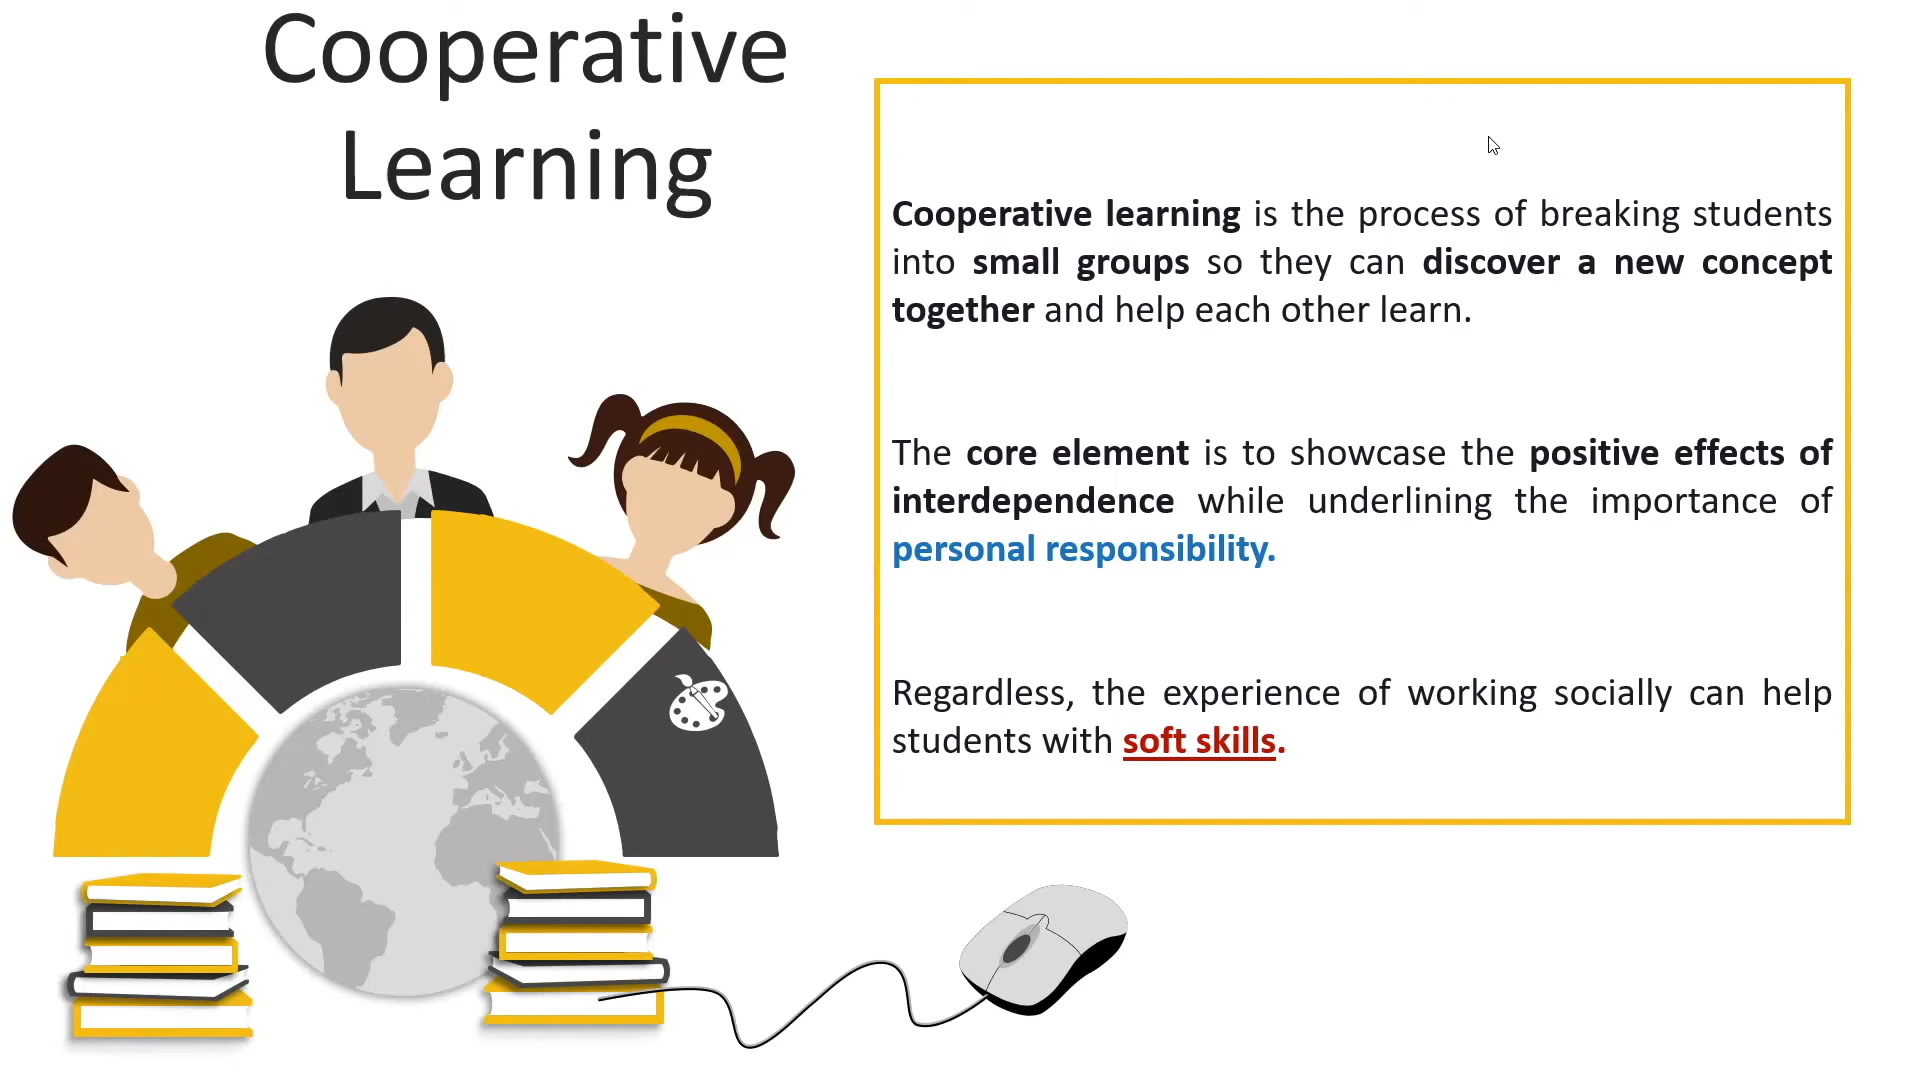 Cooperative
Learning
Cooperative learning is the process of breaking students
into small groups so they can discover a new concept
together and help each other learn.
The core element is to showcase the positive effects of
interdependence while underlining the importance of
personal responsibility.
Regardless, the experience of working socially can help
students with soft skills.